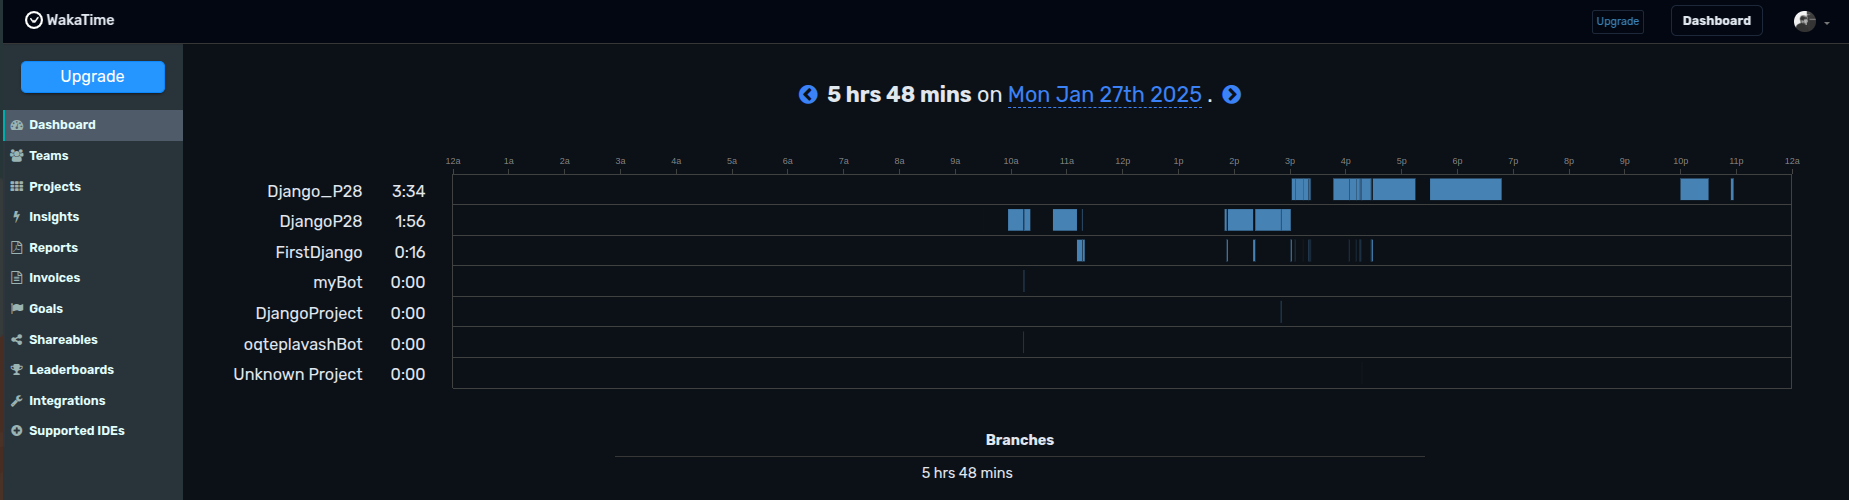 WakaTime
Upgrade
Dashboard
Upgrade
Dashboard
Teams
Projects
Insights
Reports
Invoices
Goals
Shareables
Leaderboards
Integrations
Supported IDEs
5 hrs 48 mins on Mon Jan 27th 2025 .
12a 1a 2a 3a 4a 5a 6a 7a 8a 9a 10a 11a 12p 1p 2p 3p 4p 5p 6p 7p 8p 9p 10p 11p 12a
Django_P28 3:34
DjangoP28 1:56
FirstDjango 0:16
myBot 0:00
DjangoProject 0:00
oqteplavashBot 0:00
Unknown Project 0:00
Branches
5 hrs 48 mins